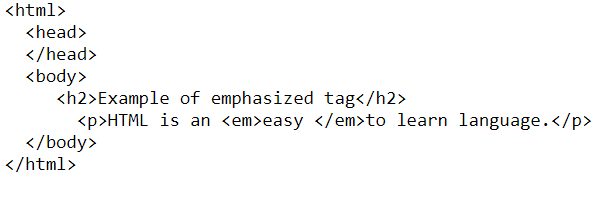 <html>
<head>
</head>
<body>
<h2>Example of emphasized tag</h2>
<p>HTML is an <em>easy </em>to learn language.</p>
</body>
</html>